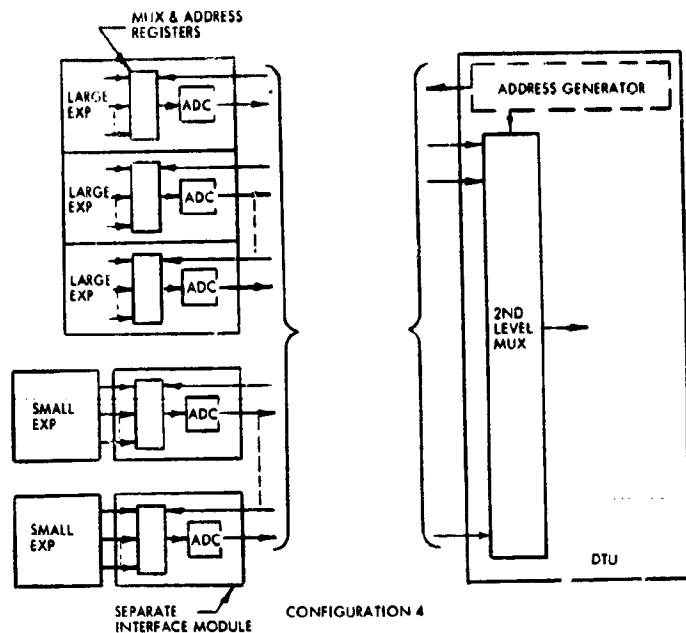 MUX & ADDRESS
REGISTERS
LARGE
EXP
ADC
LARGE
EXP
ADC
LARGE
EXP
ADC
SMALL
EXP
ADC
SMALL
EXP
ADC
SEPARATE
INTERFACE MODULE
CONFIGURATION 4
ADDRESS GENERATOR
2ND
LEVEL
MUX
DTU